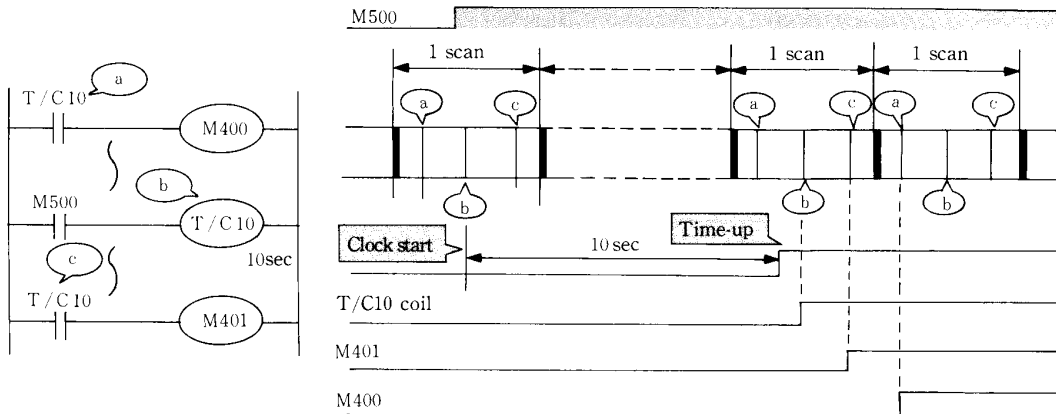 T/C10
a
M400
b
M500
T/C10
c
10sec
T/C10
M401
M500
1 scan
1 scan
1 scan
a
c
a
c
a
c
b
b
b
Clock start
10 sec
Time-up
T/C10 coil
M401
M400